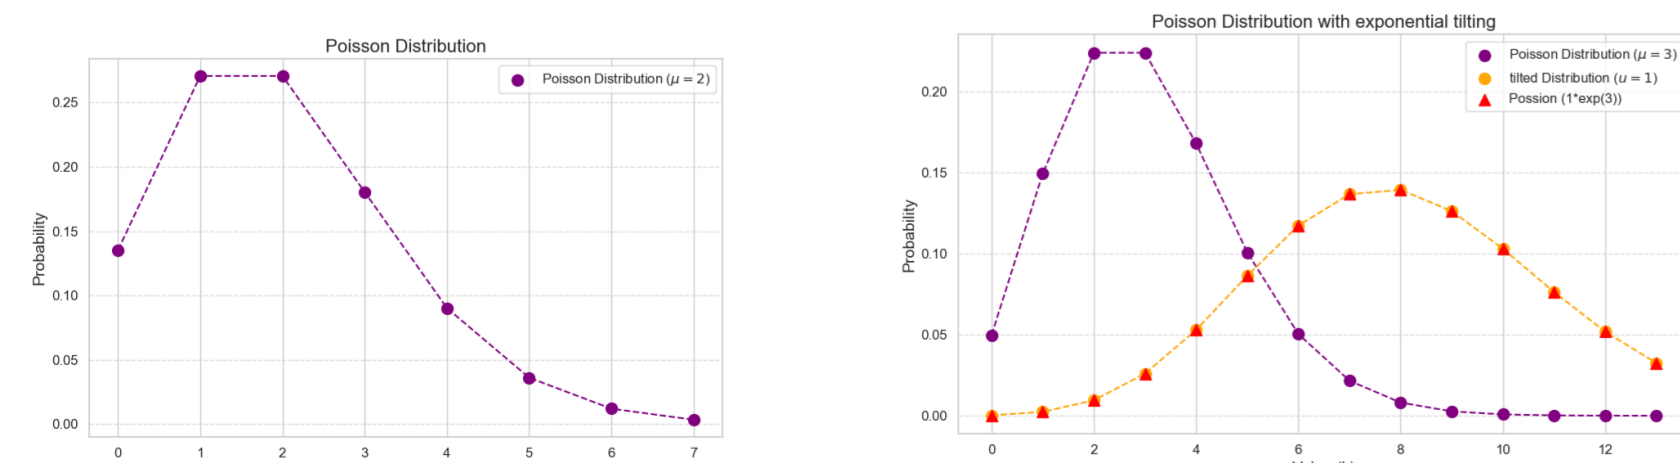 Poisson Distribution
Poisson Distribution (μ = 2)
Probability
0.25
0.20
0.15
0.10
0.05
0.00
0 1 2 3 4 5 6 7
Poisson Distribution with exponential tilting
Poisson Distribution (μ = 3)
tilted Distribution (u = 1)
Possion (1*exp(3))
Probability
0.20
0.15
0.10
0.05
0.00
0 2 4 6 8 10 12